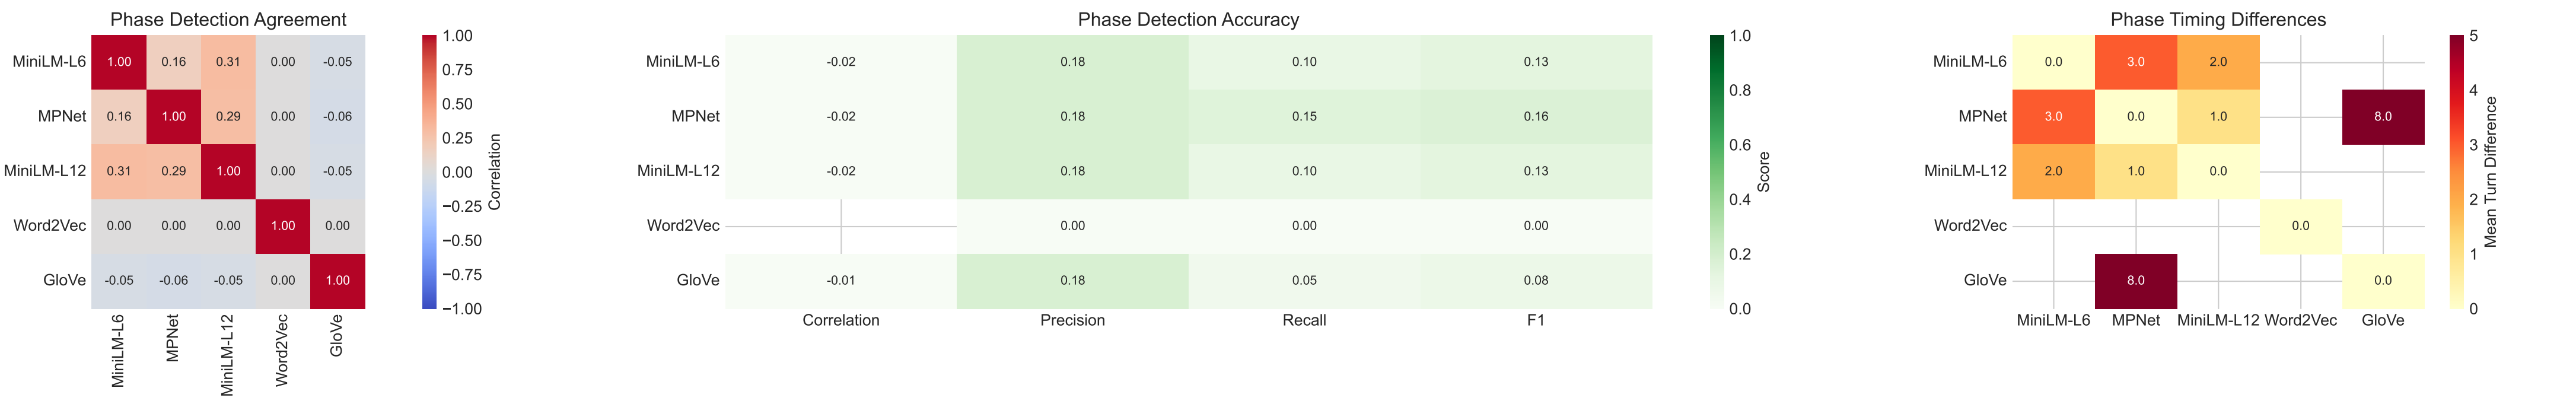 Phase Detection Agreement
MiniLM-L6 1.00 0.16 0.31 0.00 -0.05
MPNet 0.16 1.00 0.29 0.00 -0.06
MiniLM-L12 0.31 0.29 1.00 0.00 -0.05
Word2Vec 0.00 0.00 0.00 1.00 0.00
GloVe -0.05 -0.06 -0.05 0.00 1.00
MiniLM-L6 MPNet MiniLM-L12 Word2Vec GloVe
1.00
0.75
0.50
0.25
0.00
−0.25
−0.50
−0.75
−1.00
Correlation
Phase Detection Accuracy
MiniLM-L6 -0.02 0.18 0.10 0.13
MPNet -0.02 0.18 0.15 0.16
MiniLM-L12 -0.02 0.18 0.10 0.13
Word2Vec 0.00 0.00 0.00
GloVe -0.01 0.18 0.05 0.08
Correlation Precision Recall F1
1.0
0.8
0.6
0.4
0.2
0.0
Score
Phase Timing Differences
MiniLM-L6 0.0 3.0 2.0
MPNet 3.0 0.0 1.0 8.0
MiniLM-L12 2.0 1.0 0.0
Word2Vec 0.0
GloVe 8.0 0.0
MiniLM-L6 MPNet MiniLM-L12 Word2Vec GloVe
5
4
3
2
1
0
Mean Turn Difference